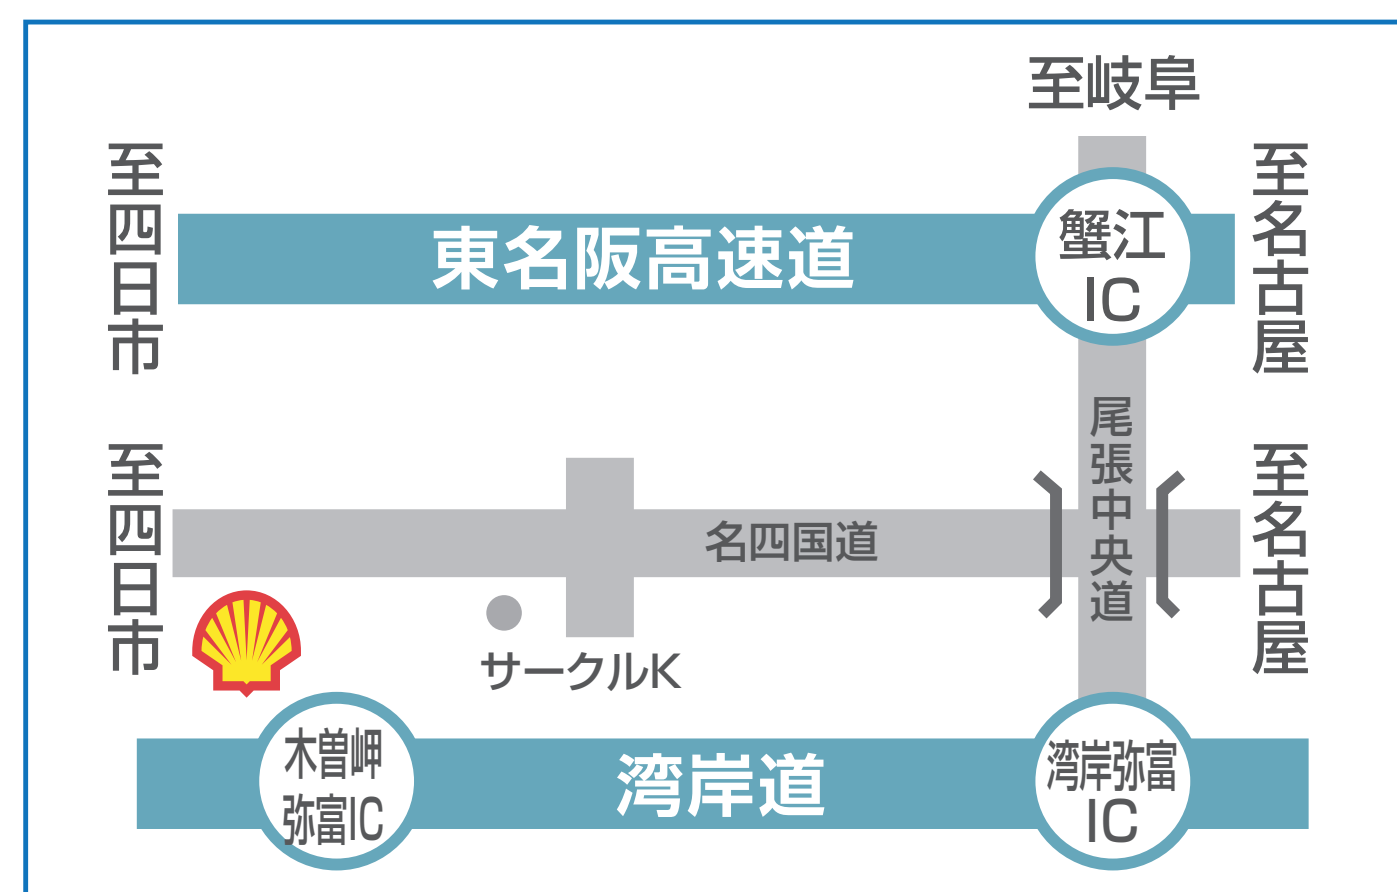 至岐阜
至四日市
東名阪高速道
蟹江
IC
至名古屋
尾張中央道
至四日市
名四国道
至名古屋
サークルK
木曽岬
弥富IC
湾岸道
湾岸弥富
IC